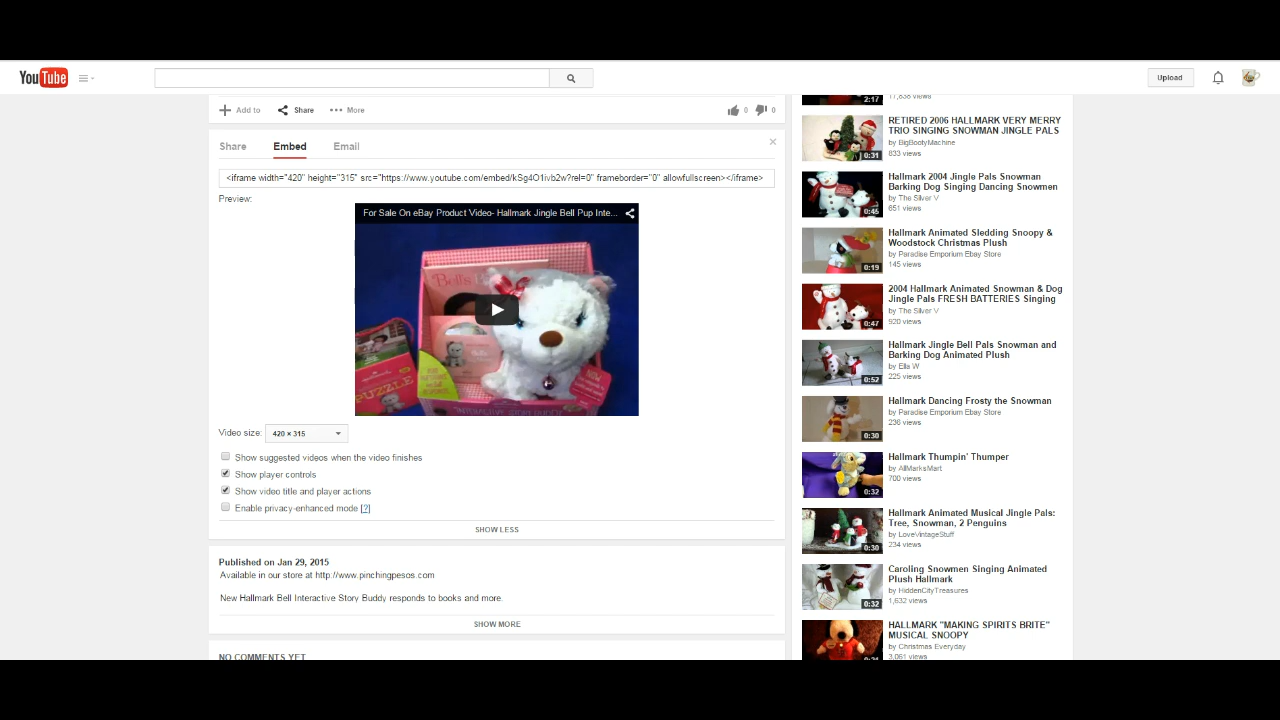 YouTube
Upload
Add to
Share
More
0
0
Share
Embed
Email
<iframe width="420" height="315" src="https://www.youtube.com/embed/kSg4O1ivb2w?rel=0" frameborder="0" allowfullscreen></iframe>
Preview:
For Sale On eBay Product Video- Hallmark Jingle Bell Pup Inte...
PUZZLE
Video size:
420 × 315
Show suggested videos when the video finishes
Show player controls
Show video title and player actions
Enable privacy-enhanced mode [?]
SHOW LESS
Published on Jan 29, 2015
Available in our store at http://www.pinchingpesos.com
New Hallmark Bell Interactive Story Buddy responds to books and more.
SHOW MORE
NO COMMENTS YET
2:17
11,838 views
0:31
RETIRED 2006 HALLMARK VERY MERRY
TRIO SINGING SNOWMAN JINGLE PALS
by BigBootyMachine
833 views
0:45
Hallmark 2004 Jingle Pals Snowman
Barking Dog Singing Dancing Snowmen
by The Silver V
651 views
0:19
Hallmark Animated Sledding Snoopy &
Woodstock Christmas Plush
by Paradise Emporium Ebay Store
145 views
0:47
2004 Hallmark Animated Snowman & Dog
Jingle Pals FRESH BATTERIES Singing
by The Silver V
920 views
0:52
Hallmark Jingle Bell Pals Snowman and
Barking Dog Animated Plush
by Ella W
225 views
0:30
Hallmark Dancing Frosty the Snowman
by Paradise Emporium Ebay Store
236 views
0:32
Hallmark Thumpin' Thumper
by AllMarksMart
700 views
0:30
Hallmark Animated Musical Jingle Pals:
Tree, Snowman, 2 Penguins
by LoveVintageStuff
234 views
0:32
Caroling Snowmen Singing Animated
Plush Hallmark
by HiddenCityTreasures
1,632 views
HALLMARK "MAKING SPIRITS BRITE"
MUSICAL SNOOPY
by Christmas Everyday
3,061 views